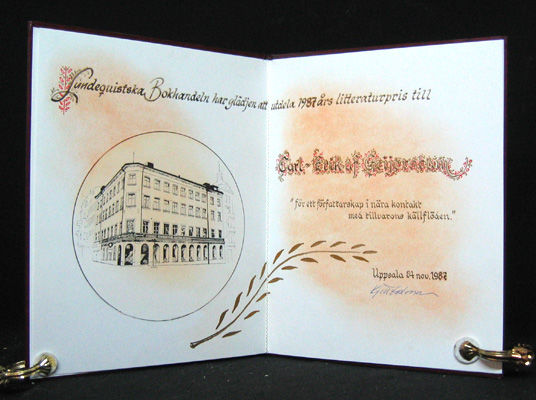 Lundequistska Bokhandeln har glädjen att utdela 1987 års litteraturpris till
Carl-Erik af Geijerstam
"för ett författarskap i nära kontakt
med tillvarons källflöden."
Uppsala 24 nov. 1987